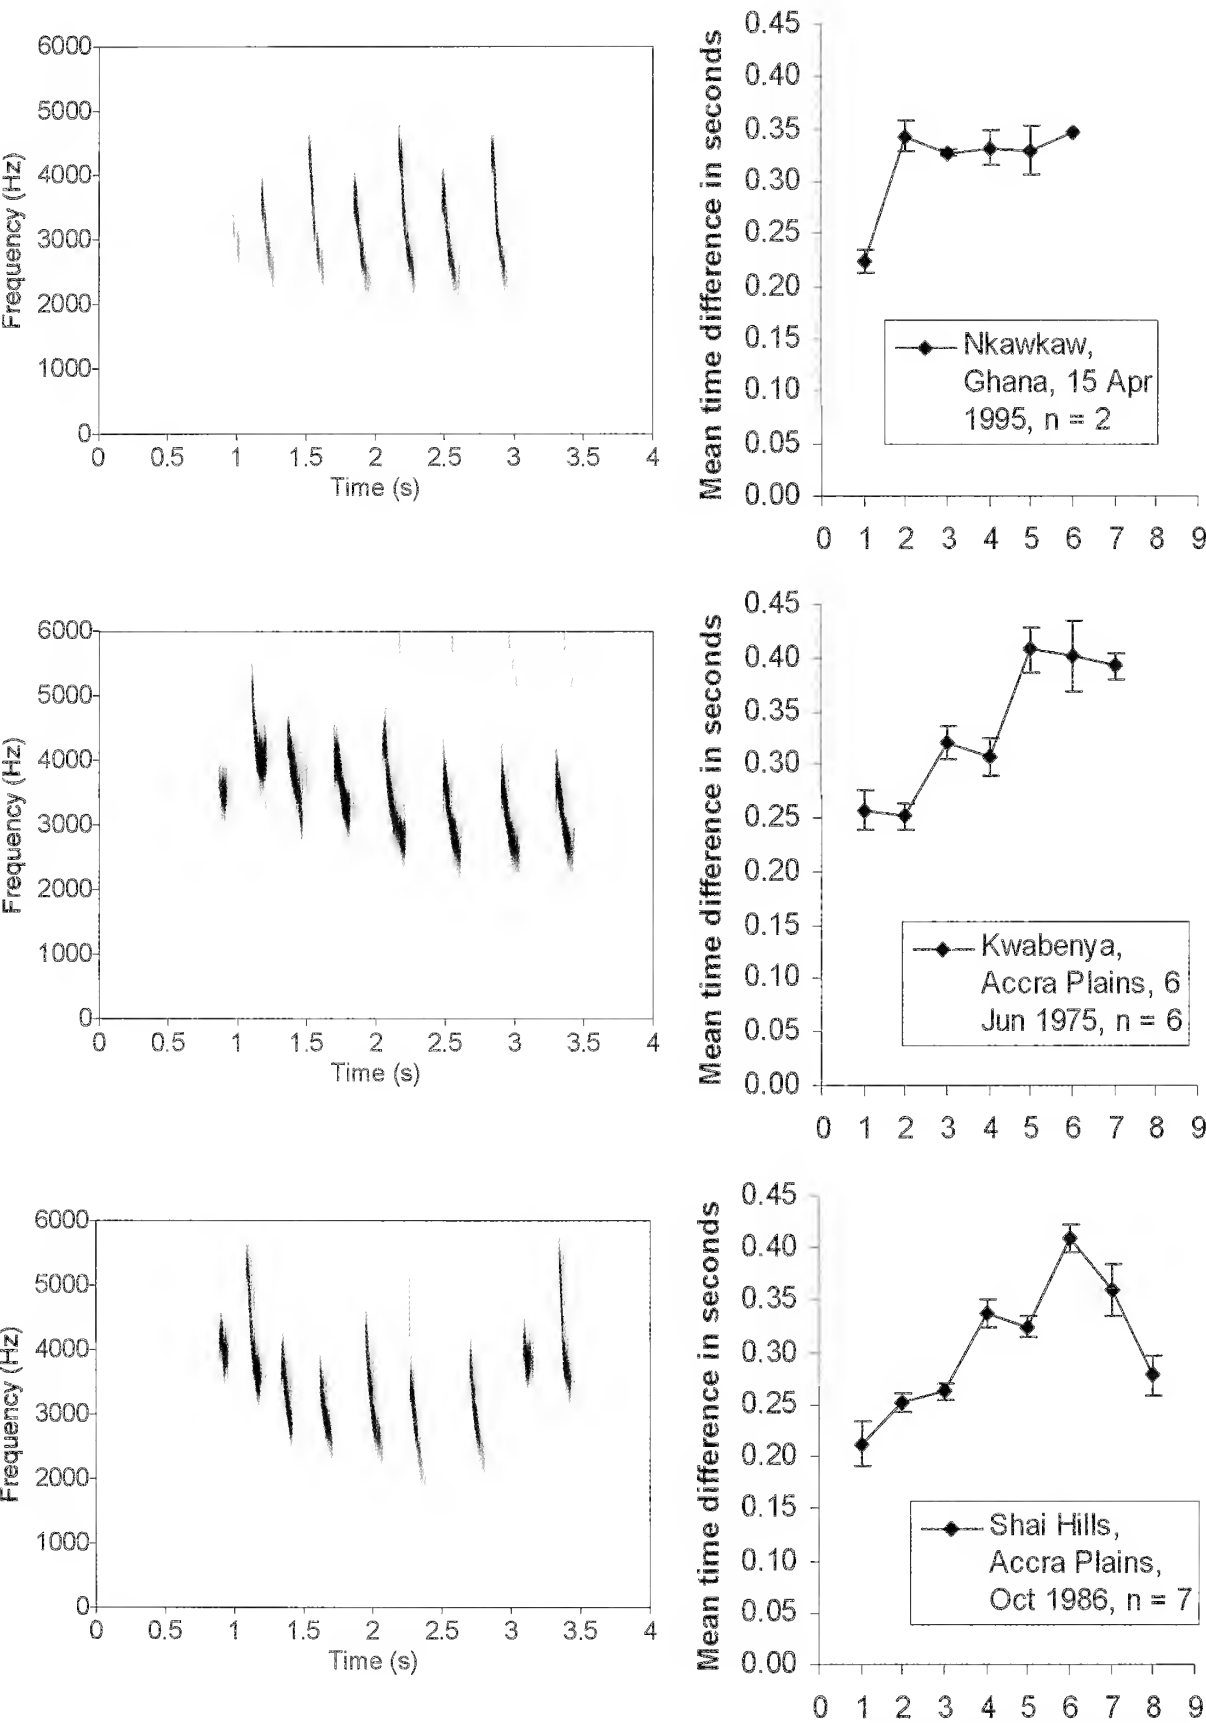 Frequency (Hz)
6000
5000
4000
3000
2000
1000
0
0 0.5 1 1.5 2 2.5 3 3.5 4
Time (s)
Mean time difference in seconds
0.45
0.40
0.35
0.30
0.25
0.20
0.15
0.10
0.05
0.00
0 1 2 3 4 5 6 7 8 9
Nkawkaw,
Ghana, 15 Apr
1995, n = 2
Frequency (Hz)
6000
5000
4000
3000
2000
1000
0
0 0.5 1 1.5 2 2.5 3 3.5 4
Time (s)
Mean time difference in seconds
0.45
0.40
0.35
0.30
0.25
0.20
0.15
0.10
0.05
0.00
0 1 2 3 4 5 6 7 8 9
Kwabenya,
Accra Plains, 6
Jun 1975, n = 6
Frequency (Hz)
6000
5000
4000
3000
2000
1000
0
0 0.5 1 1.5 2 2.5 3 3.5 4
Time (s)
Mean time difference in seconds
0.45
0.40
0.35
0.30
0.25
0.20
0.15
0.10
0.05
0.00
0 1 2 3 4 5 6 7 8 9
Shai Hills,
Accra Plains,
Oct 1986, n = 7